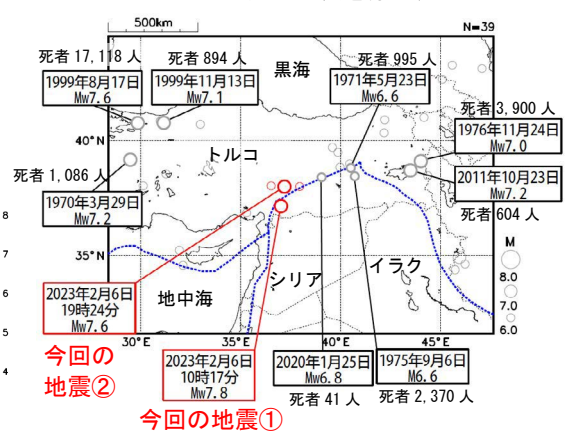 500km
N=39
死者 17,118 人
死者 894 人
黒海
死者 995 人
1999年8月17日
Mw7.6
1999年11月13日
Mw7.1
1971年5月23日
Mw6.6
死者 3,900 人
1976年11月24日
Mw7.0
40°N
トルコ
死者 1,086 人
2011年10月23日
Mw7.2
1970年3月29日
Mw7.2
死者 604 人
8
M
7
35°N
シリア
イラク
8.0
6
2023年2月6日
19時24分
Mw7.6
地中海
7.0
6.0
5
30°E
35°E
40°E
45°E
今回の
地震②
2023年2月6日
10時17分
Mw7.8
2020年1月25日
Mw6.8
1975年9月6日
M6.6
4
死者 41 人
死者 2,370 人
今回の地震①